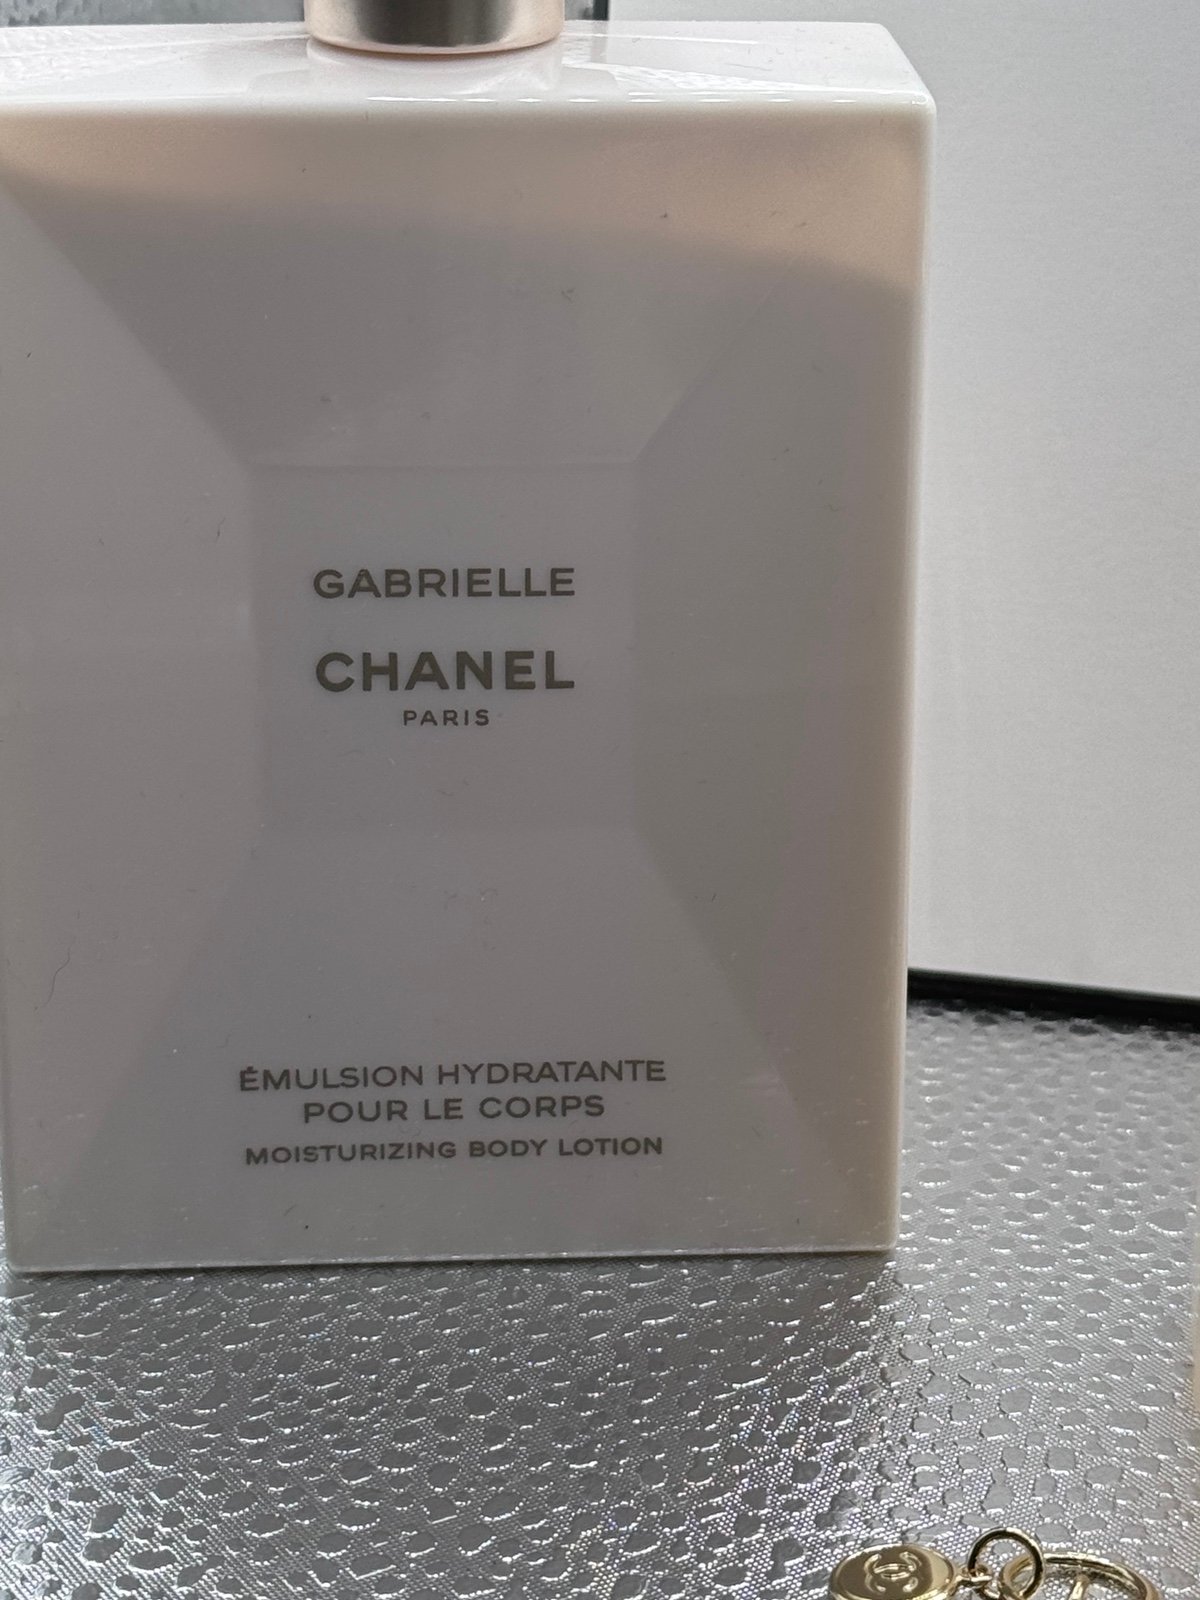 GABRIELLE
CHANEL
PARIS
ÉMULSION HYDRATANTE
POUR LE CORPS
MOISTURIZING BODY LOTION